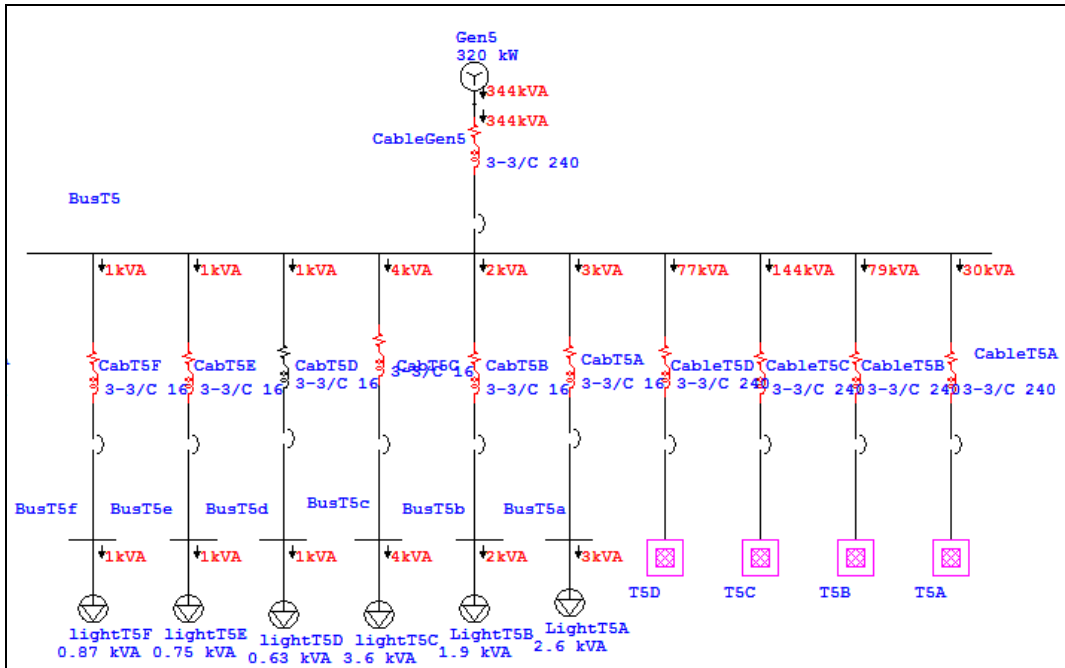 Gen5
320 kW
344kVA
344kVA
CableGen5
3-3/C 240
BusT5
1kVA 1kVA 1kVA 4kVA 2kVA 3kVA 77kVA 144kVA 79kVA 30kVA
CabT5F CabT5E CabT5D CabT5C CabT5B CabT5A CableT5D CableT5C CableT5B CableT5A
3-3/C 16 3-3/C 16 3-3/C 16 3-3/C 16 3-3/C 16 3-3/C 16 3-3/C 240 3-3/C 240 3-3/C 240 3-3/C 240
BusT5f BusT5e BusT5d BusT5c BusT5b BusT5a
1kVA 1kVA 1kVA 4kVA 2kVA 3kVA
T5D T5C T5B T5A
lightT5F lightT5E lightT5D lightT5C LightT5B LightT5A
0.87 kVA 0.75 kVA 0.63 kVA 3.6 kVA 1.9 kVA 2.6 kVA